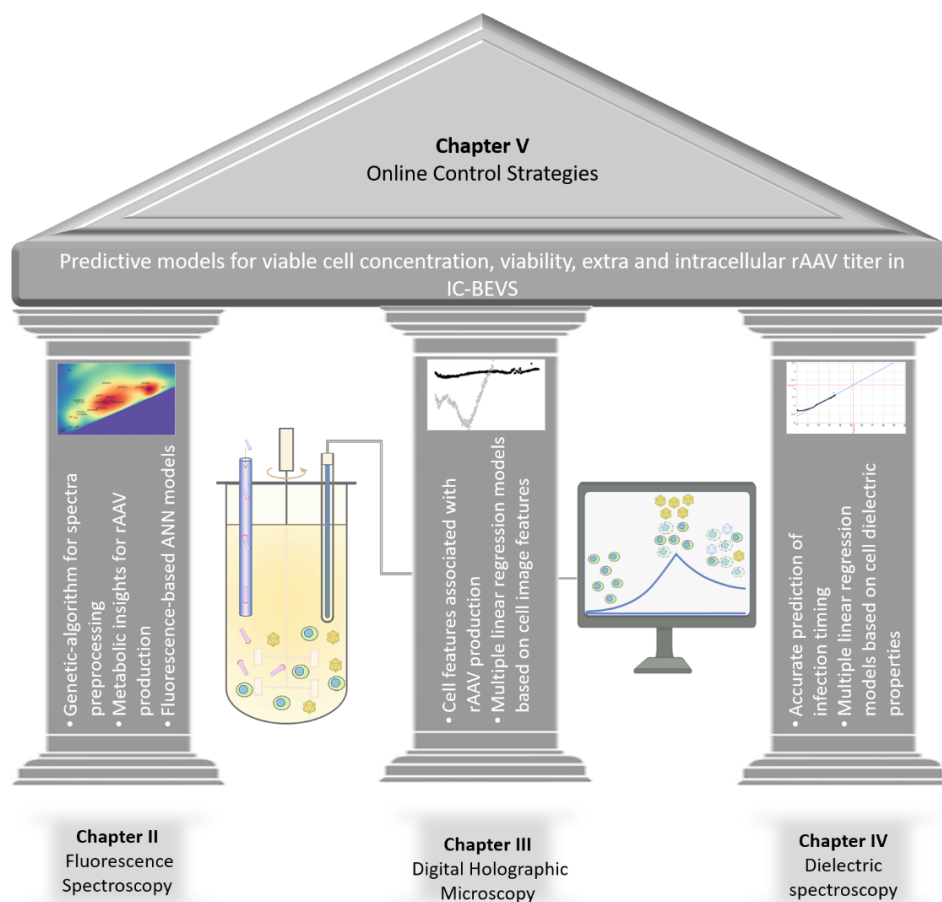 Chapter V
Online Control Strategies
Predictive models for viable cell concentration, viability, extra and intracellular rAAV titer in
IC-BEVS
• Genetic-algorithm for spectra
preprocessing
• Metabolic insights for rAAV
production
• Fluorescence-based ANN models
• Cell features associated with
rAAV production
• Multiple linear regression models
based on cell image features
• Accurate prediction of
infection timing
• Multiple linear regression
models based on cell dielectric
properties
Chapter II
Fluorescence
Spectroscopy
Chapter III
Digital Holographic
Microscopy
Chapter IV
Dielectric
spectroscopy